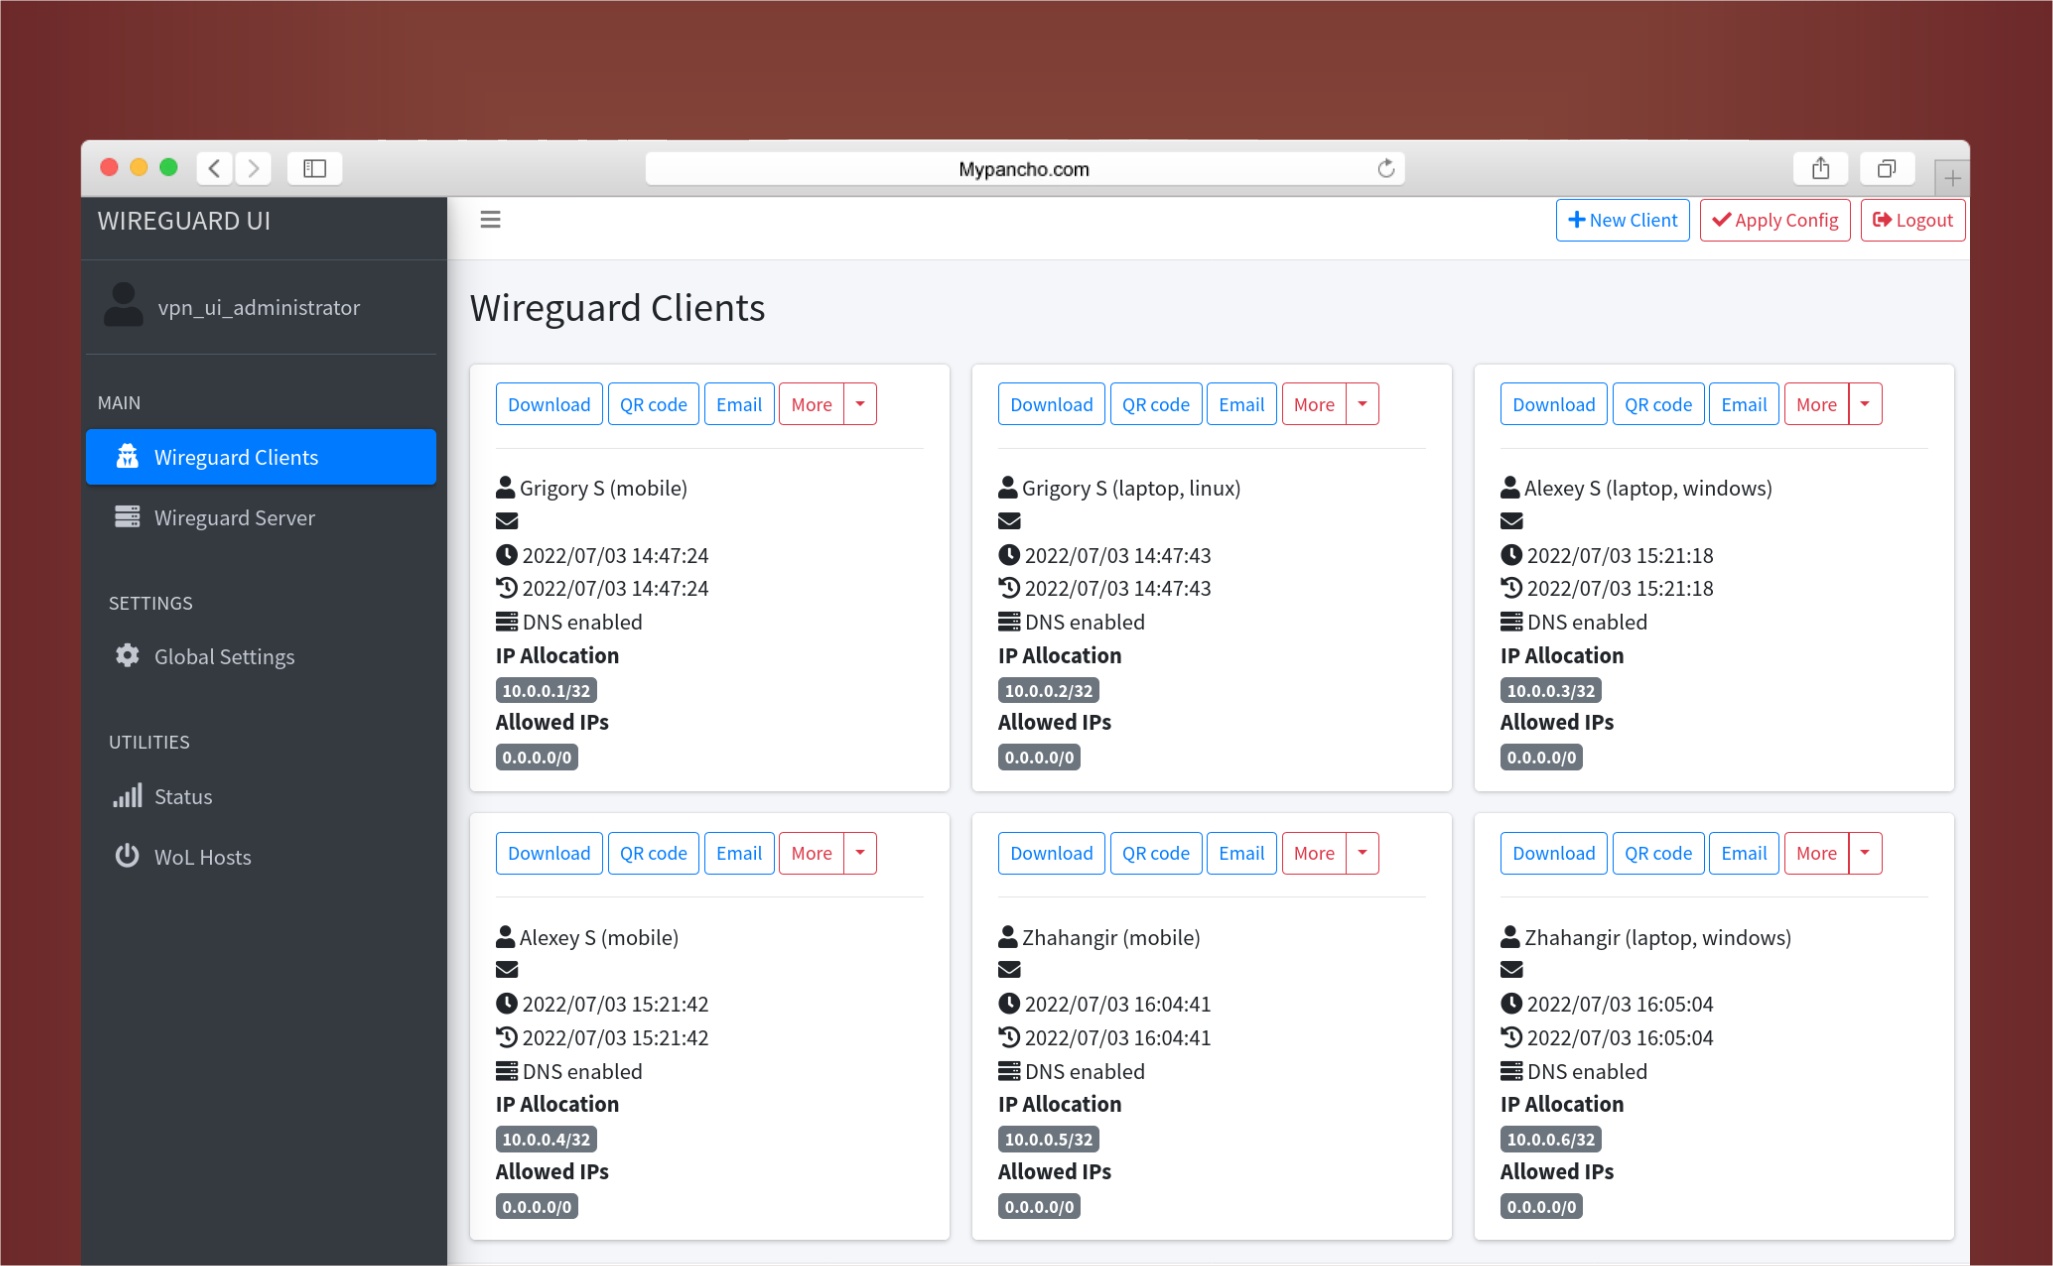 Mypancho.com
WIREGUARD UI
New Client Apply Config Logout
vpn_ui_administrator
MAIN
Wireguard Clients
Wireguard Server
SETTINGS
Global Settings
UTILITIES
Status
WoL Hosts
Wireguard Clients
Download QR code Email More
Grigory S (mobile)
2022/07/03 14:47:24
2022/07/03 14:47:24
DNS enabled
IP Allocation
10.0.0.1/32
Allowed IPs
0.0.0.0/0
Download QR code Email More
Grigory S (laptop, linux)
2022/07/03 14:47:43
2022/07/03 14:47:43
DNS enabled
IP Allocation
10.0.0.2/32
Allowed IPs
0.0.0.0/0
Download QR code Email More
Alexey S (laptop, windows)
2022/07/03 15:21:18
2022/07/03 15:21:18
DNS enabled
IP Allocation
10.0.0.3/32
Allowed IPs
0.0.0.0/0
Download QR code Email More
Alexey S (mobile)
2022/07/03 15:21:42
2022/07/03 15:21:42
DNS enabled
IP Allocation
10.0.0.4/32
Allowed IPs
0.0.0.0/0
Download QR code Email More
Zhahangir (mobile)
2022/07/03 16:04:41
2022/07/03 16:04:41
DNS enabled
IP Allocation
10.0.0.5/32
Allowed IPs
0.0.0.0/0
Download QR code Email More
Zhahangir (laptop, windows)
2022/07/03 16:05:04
2022/07/03 16:05:04
DNS enabled
IP Allocation
10.0.0.6/32
Allowed IPs
0.0.0.0/0